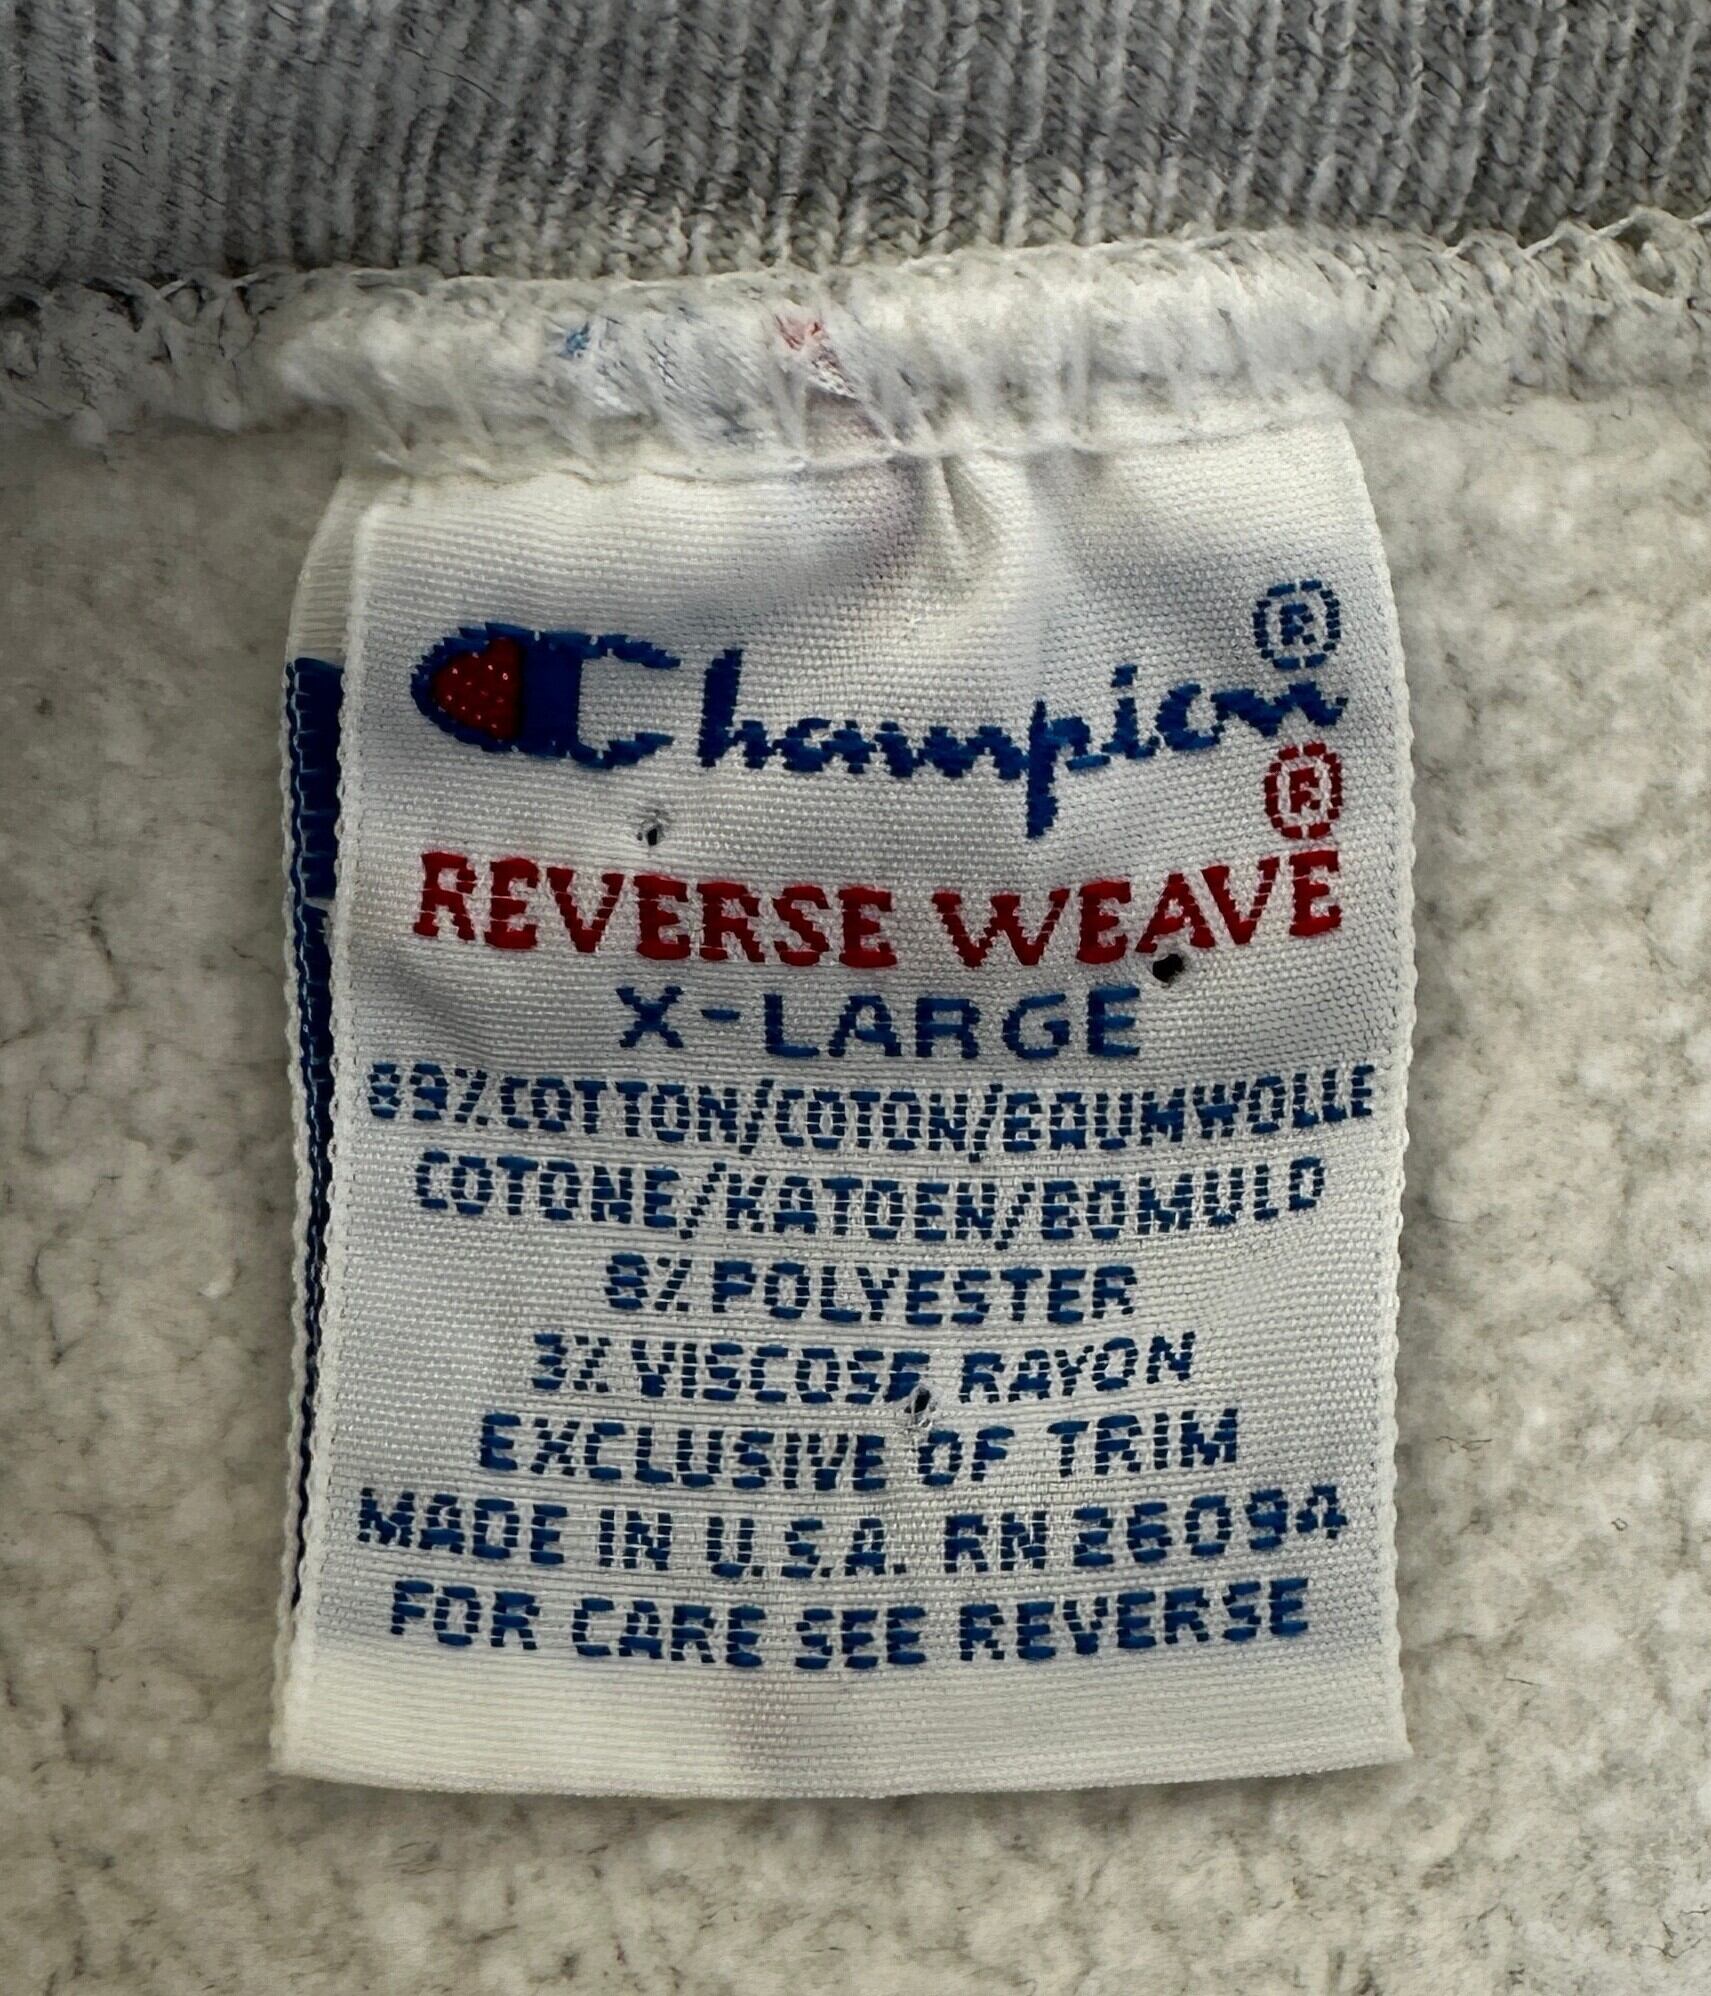 Champion®
®
REVERSE WEAVE
X-LARGE
89% COTTON/COTON/BAUMWOLLE
COTONE/KATOEN/BOMULD
8% POLYESTER
3% VISCOSE RAYON
EXCLUSIVE OF TRIM
MADE IN U.S.A. RN 26094
FOR CARE SEE REVERSE